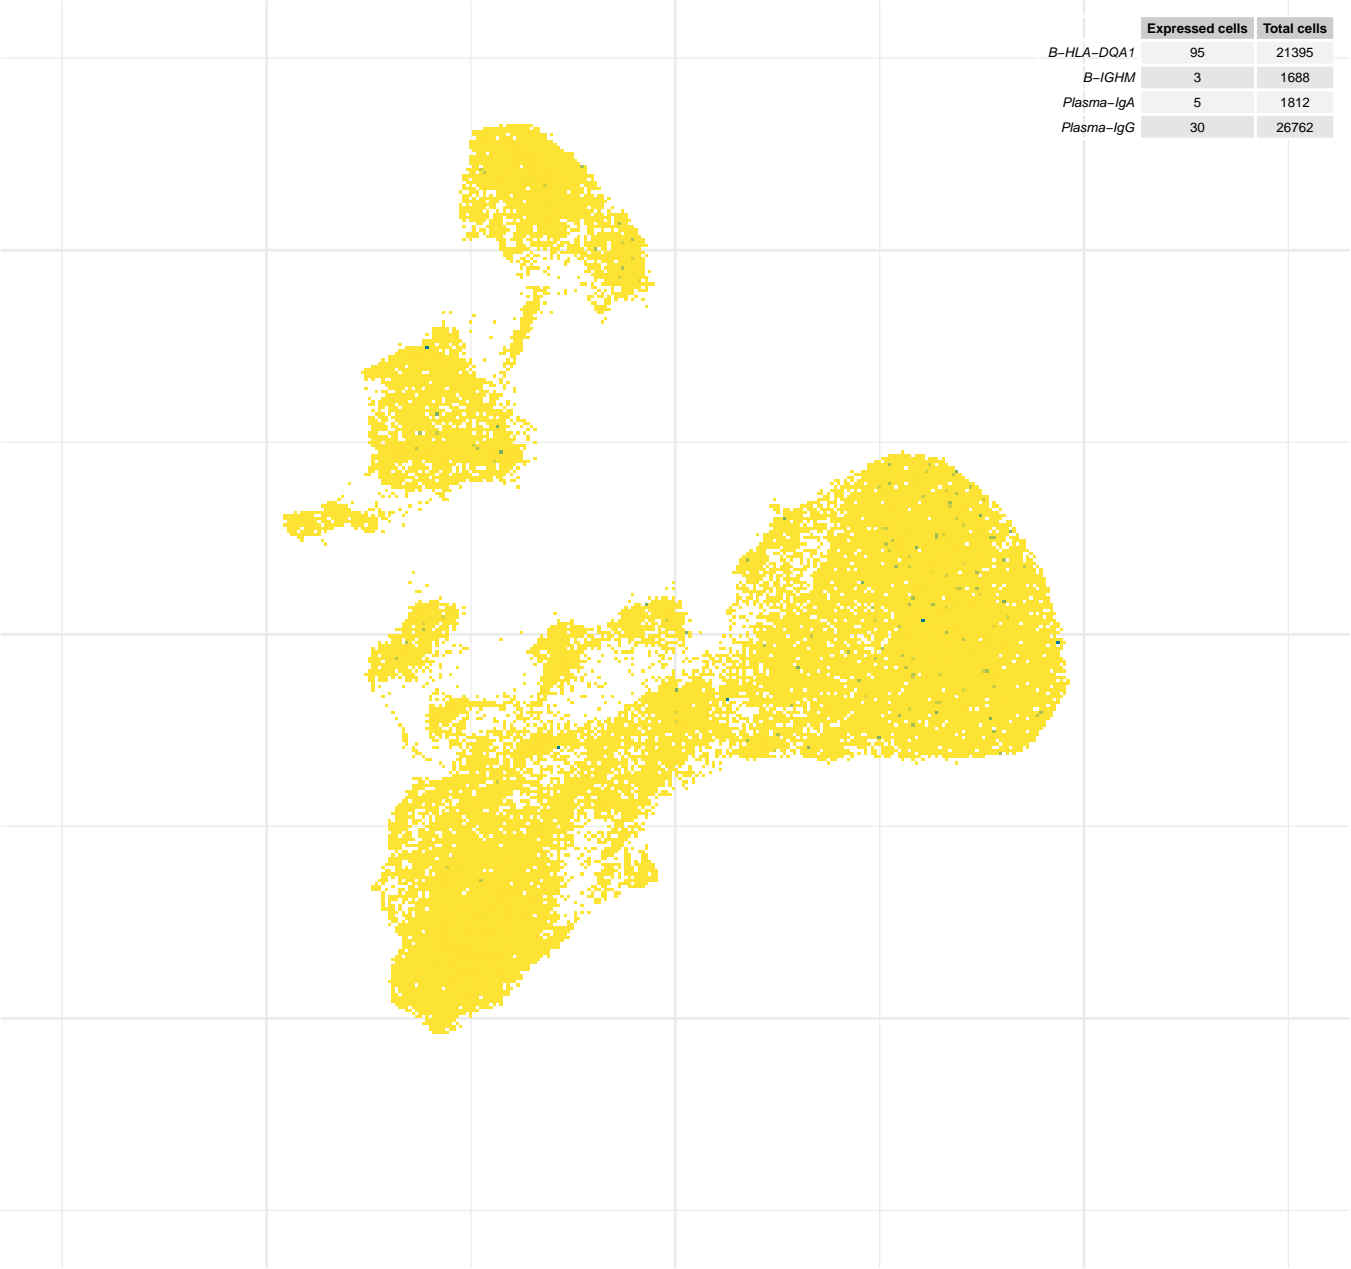 Expressed cells Total cells
B−HLA−DQA1 95 21395
B−IGHM 3 1688
Plasma−IgA 5 1812
Plasma−IgG 30 26762